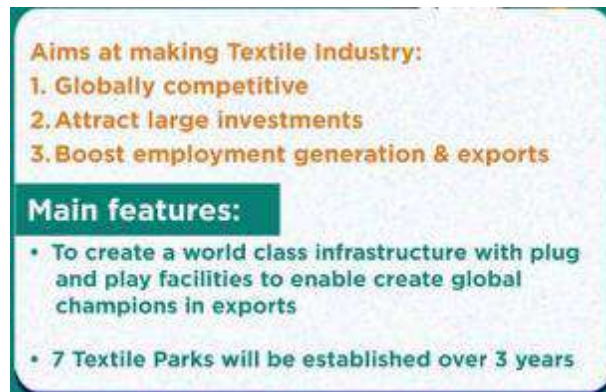 Aims at making Textile Industry:
1. Globally competitive
2. Attract large investments
3. Boost employment generation & exports
Main features:
• To create a world class infrastructure with plug
and play facilities to enable create global
champions in exports
• 7 Textile Parks will be established over 3 years